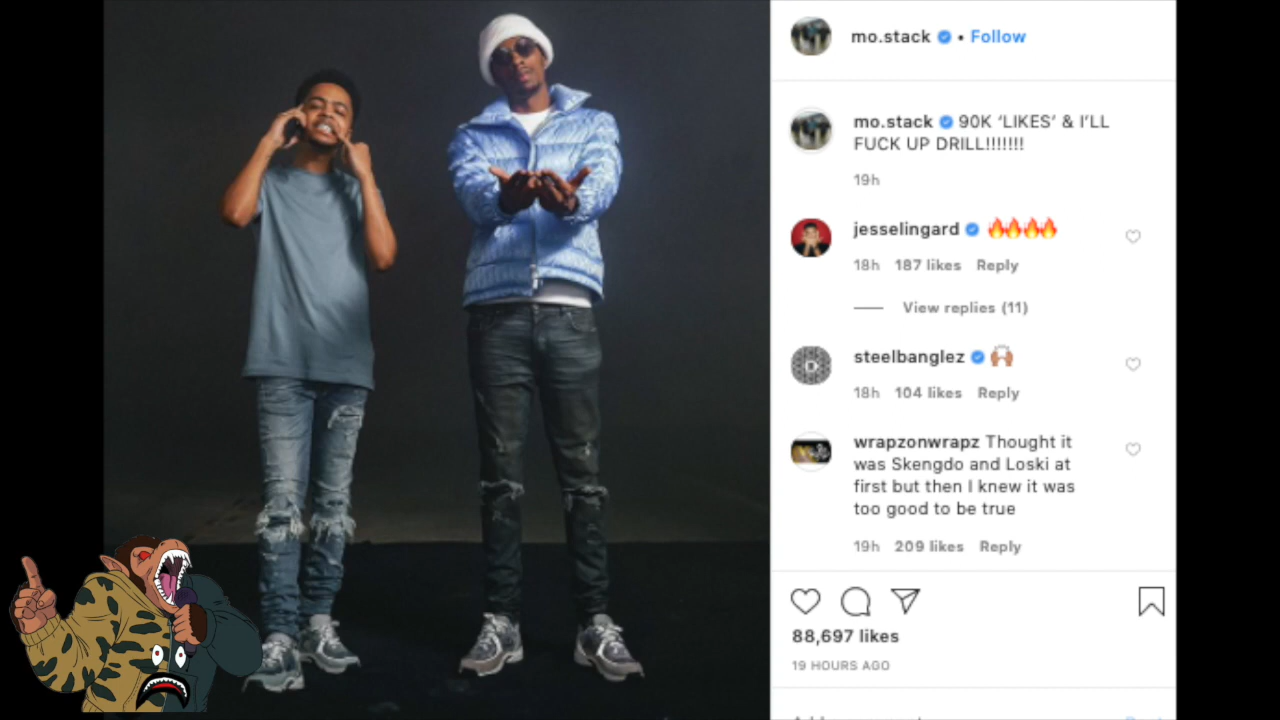 mo.stack • Follow
mo.stack 90K ‘LIKES’ & I’LL
FUCK UP DRILL!!!!!!!
19h
jesselingard 🔥🔥🔥🔥
18h 187 likes Reply
View replies (11)
steelbanglez 🙌🏽
18h 104 likes Reply
wrapzonwrapz Thought it
was Skengdo and Loski at
first but then I knew it was
too good to be true
19h 209 likes Reply
88,697 likes
19 HOURS AGO